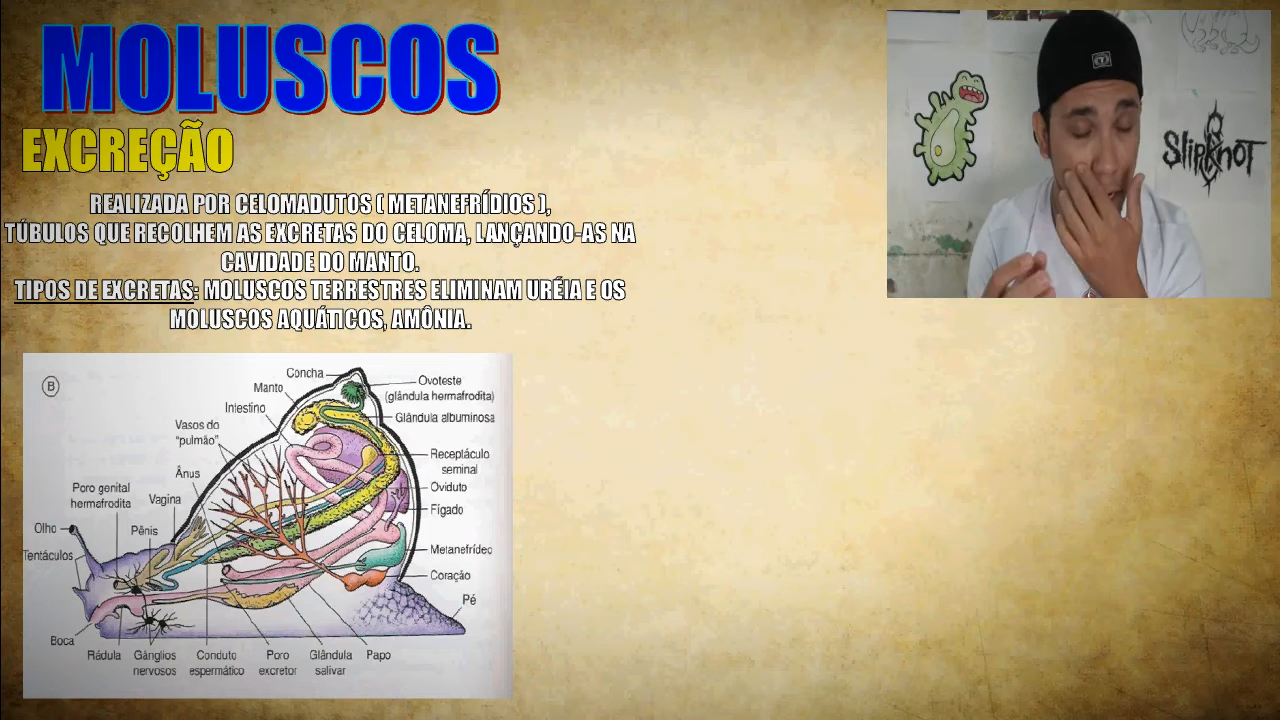 MOLUSCOS
EXCREÇÃO
REALIZADA POR CELOMADUTOS ( METANEFRÍDIOS ),
TÚBULOS QUE RECOLHEM AS EXCRETAS DO CELOMA, LANÇANDO-AS NA
CAVIDADE DO MANTO.
TIPOS DE EXCRETAS: MOLUSCOS TERRESTRES ELIMINAM URÉIA E OS
MOLUSCOS AQUÁTICOS, AMÔNIA.
SLIPKNOT
B
Concha
Manto
Intestino
Vasos do
"pulmão"
Ânus
Vagina
Poro genital
hermafrodita
Pênis
Olho
Tentáculos
Boca
Rádula
Gânglios
nervosos
Conduto
espermático
Poro
excretor
Glândula
salivar
Papo
Ovoteste
(glândula hermafrodita)
Glândula albuminosa
Receptáculo
seminal
Oviduto
Fígado
Metanefrídeo
Coração
Pé